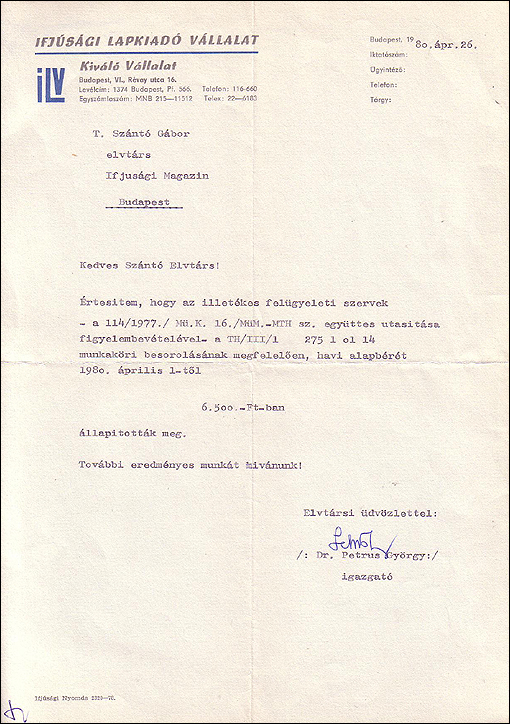 IFJÚSÁGI LAPKIADÓ VÁLLALAT
ILV
Kiváló Vállalat
Budapest, VI., Révay utca 16.
Levélcím: 1374 Budapest, Pf. 566. Telefon: 116-660
Egyszámlaszám: MNB 215—11512 Telex: 22—6183
Budapest, 19 80. ápr. 26.
Iktatószám:
Ügyintéző:
Telefon:
Tárgy:
T. Szántó Gábor
elvtárs
Ifjusági Magazin
Budapest
Kedves Szántó Elvtárs!
Értesitem, hogy az illetékes felügyeleti szervek
- a 114/1977./ Mü.K. 16./MüM.-MTH sz. együttes utasitása
figyelembevételével- a TH/III/1 275 1 o1 14
munkaköri besorolásának megfelelően, havi alapbérét
1980. április 1-től
6.500.-Ft-ban
állapitották meg.
További eredményes munkát kivánunk!
Elvtársi üdvözlettel:
/: Dr. Petrus György:/
igazgató
Ifjúsági Nyomda